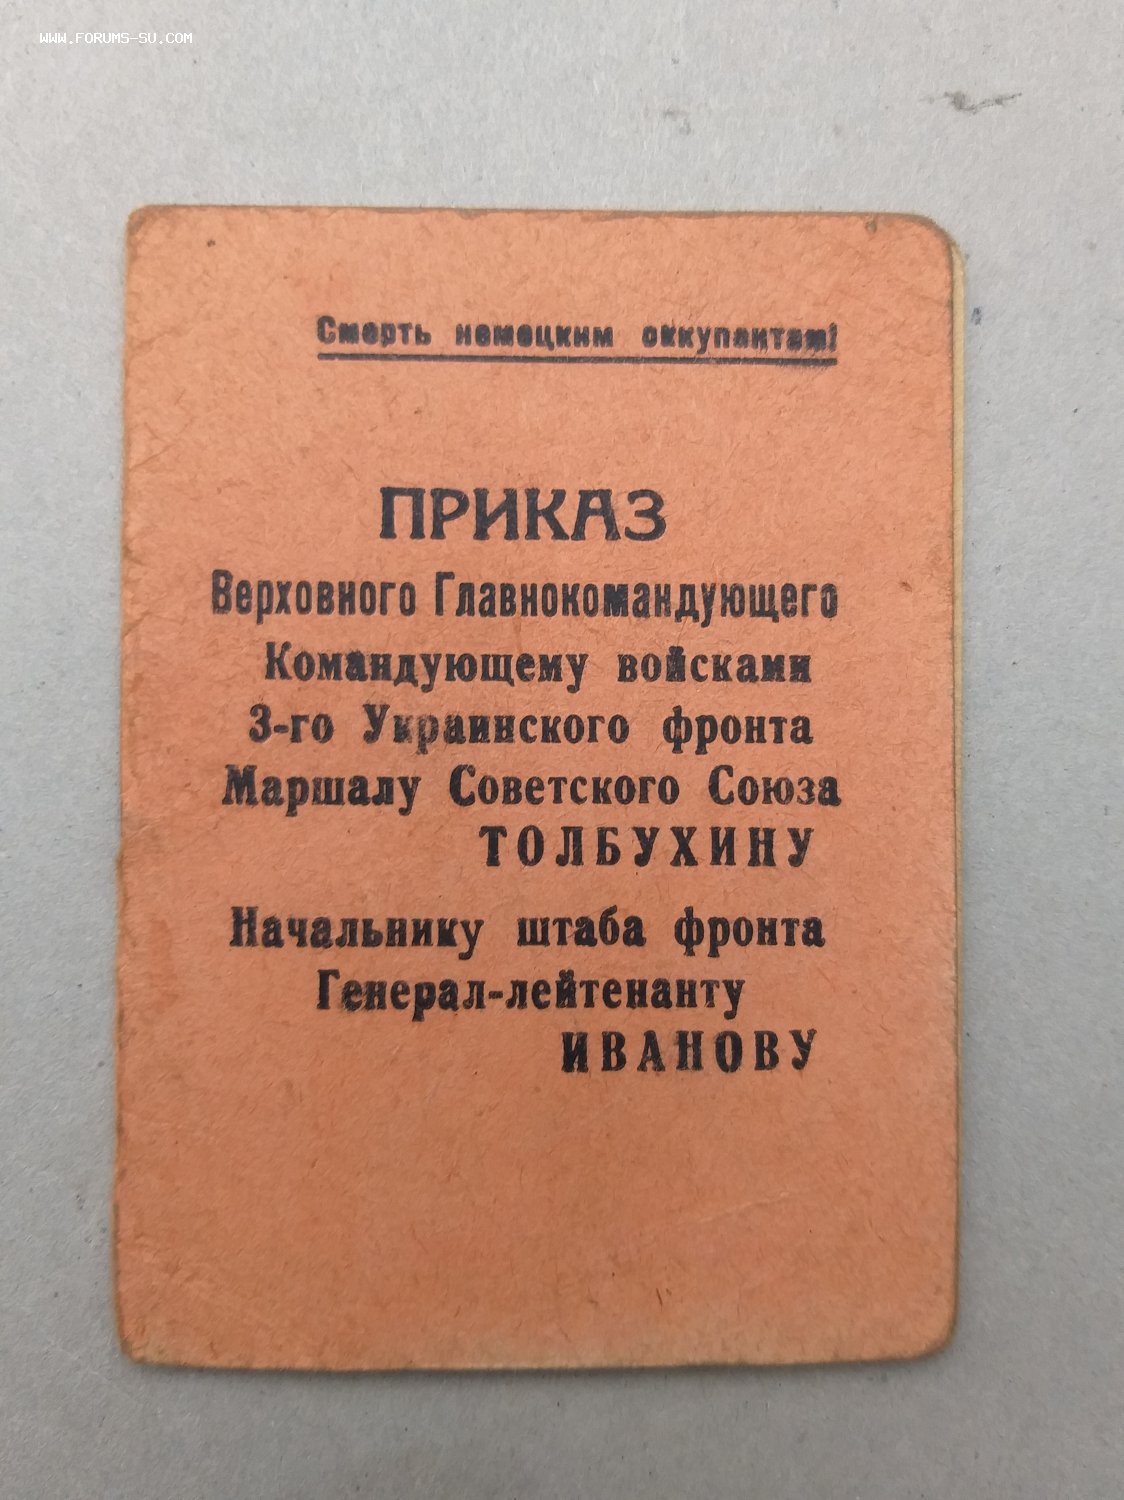 WWW.FORUMS-SU.COM
Смерть немецким оккупантам!
ПРИКАЗ
Верховного Главнокомандующего
Командующему войсками
3-го Украинского фронта
Маршалу Советского Союза
ТОЛБУХИНУ
Начальнику штаба фронта
Генерал-лейтенанту
ИВАНОВУ